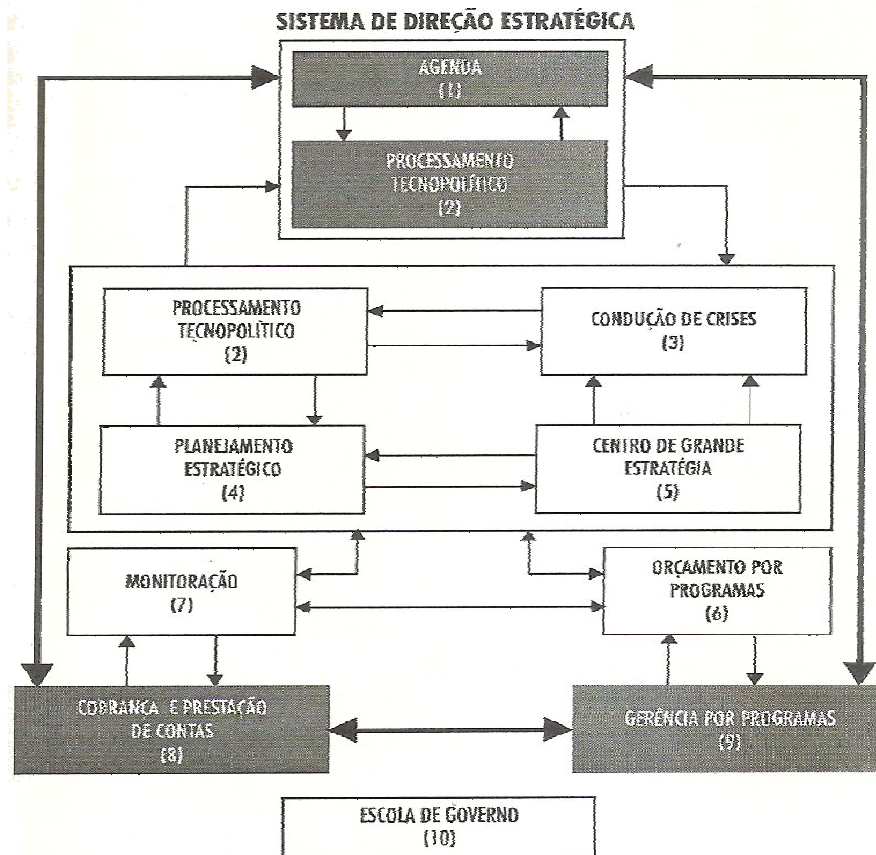 SISTEMA DE DIREÇÃO ESTRATÉGICA
AGENDA
(1)
PROCESSAMENTO
TECNOPOLÍTICO
(2)
PROCESSAMENTO
TECNOPOLÍTICO
(2)
CONDUÇÃO DE CRISES
(3)
PLANEJAMENTO
ESTRATÉGICO
(4)
CENTRO DE GRANDE
ESTRATÉGIA
(5)
MONITORAÇÃO
(7)
ORÇAMENTO POR
PROGRAMAS
(6)
COBRANÇA E PRESTAÇÃO
DE CONTAS
(8)
GERÊNCIA POR PROGRAMAS
(9)
ESCOLA DE GOVERNO
(10)